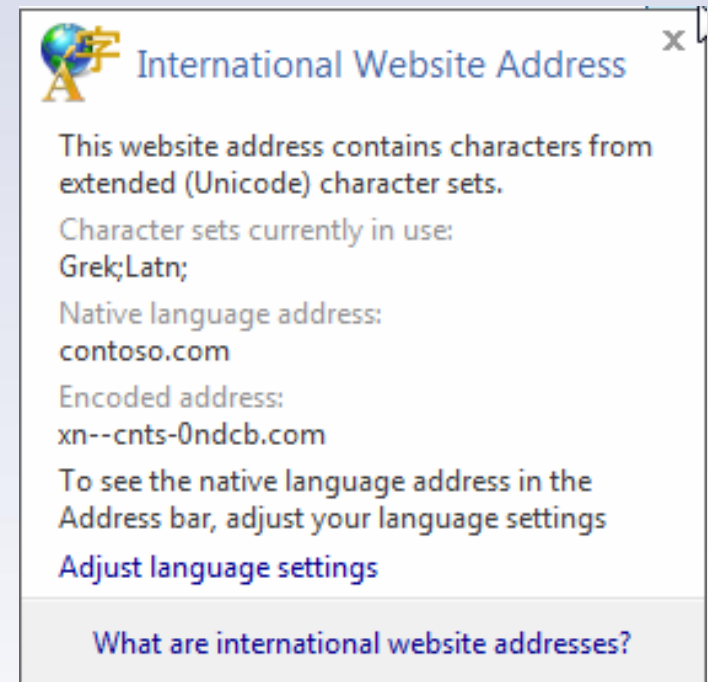 字
A
International Website Address
x
This website address contains characters from
extended (Unicode) character sets.
Character sets currently in use:
Grek;Latn;
Native language address:
contoso.com
Encoded address:
xn--cnts-0ndcb.com
To see the native language address in the
Address bar, adjust your language settings
Adjust language settings
What are international website addresses?